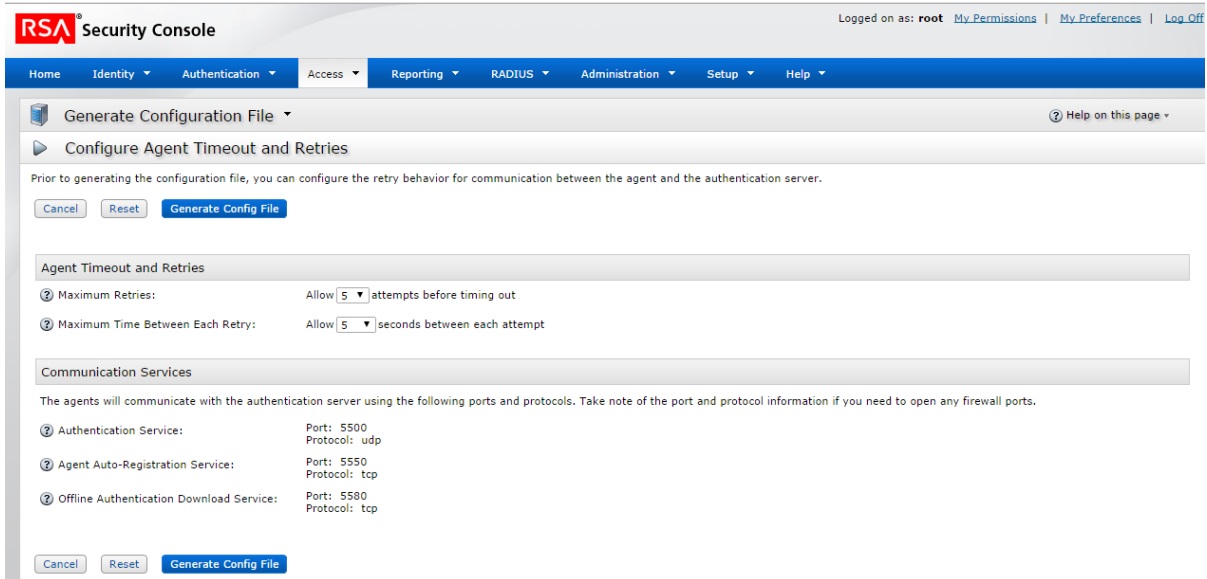 RSA® Security Console
Logged on as: root My Permissions | My Preferences | Log Off
Home Identity Authentication Access Reporting RADIUS Administration Setup Help
Generate Configuration File
? Help on this page
Configure Agent Timeout and Retries
Prior to generating the configuration file, you can configure the retry behavior for communication between the agent and the authentication server.
Cancel Reset Generate Config File
Agent Timeout and Retries
? Maximum Retries: Allow 5 attempts before timing out
? Maximum Time Between Each Retry: Allow 5 seconds between each attempt
Communication Services
The agents will communicate with the authentication server using the following ports and protocols. Take note of the port and protocol information if you need to open any firewall ports.
? Authentication Service: Port: 5500
Protocol: udp
? Agent Auto-Registration Service: Port: 5550
Protocol: tcp
? Offline Authentication Download Service: Port: 5580
Protocol: tcp
Cancel Reset Generate Config File